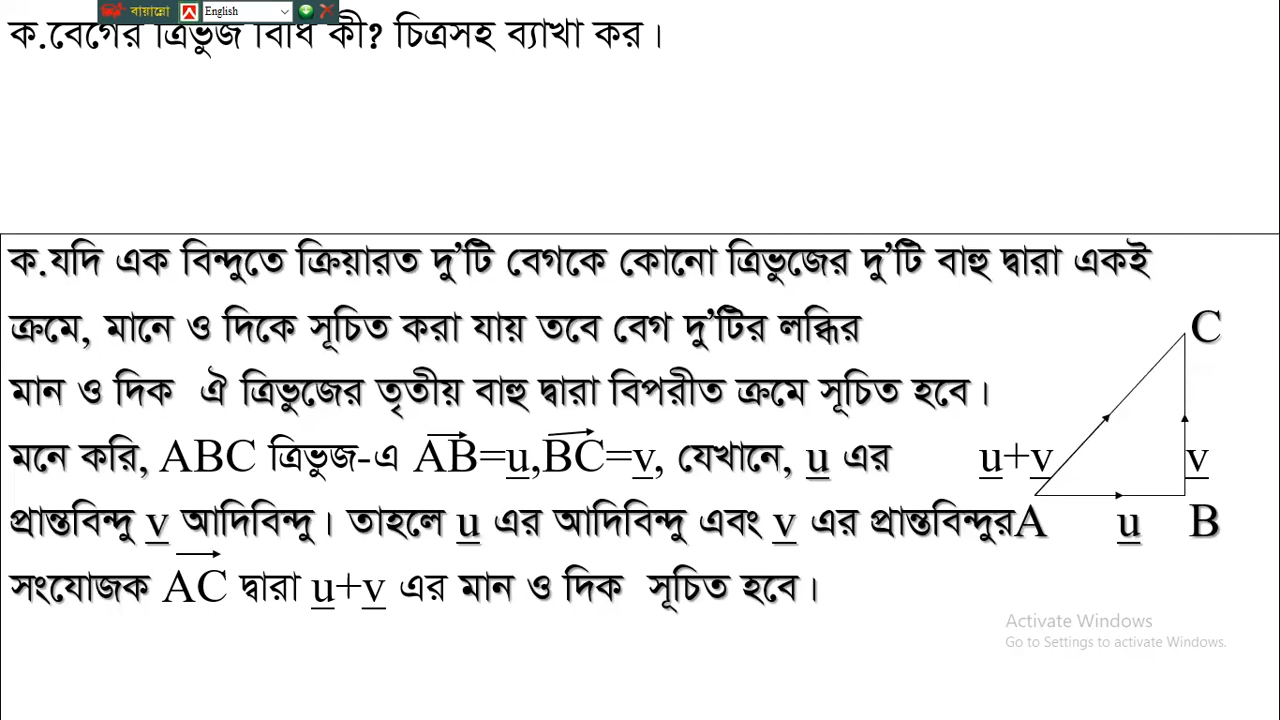 বায়ান্নো English
ক.বেগের ত্রিভুজ বিধি কী? চিত্রসহ ব্যাখা কর।
ক.যদি এক বিন্দুতে ক্রিয়ারত দু’টি বেগকে কোনো ত্রিভুজের দু’টি বাহু দ্বারা একই
ক্রমে, মানে ও দিকে সূচিত করা যায় তবে বেগ দু’টির লব্ধির
C
মান ও দিক ঐ ত্রিভুজের তৃতীয় বাহু দ্বারা বিপরীত ক্রমে সূচিত হবে।
মনে করি, ABC ত্রিভুজ-এ AB=u,BC=v, যেখানে, u এর
u+v v
প্রান্তবিন্দু v আদিবিন্দু। তাহলে u এর আদিবিন্দু এবং v এর প্রান্তবিন্দুর
A u B
সংযোজক AC দ্বারা u+v এর মান ও দিক সূচিত হবে।
Activate Windows
Go to Settings to activate Windows.